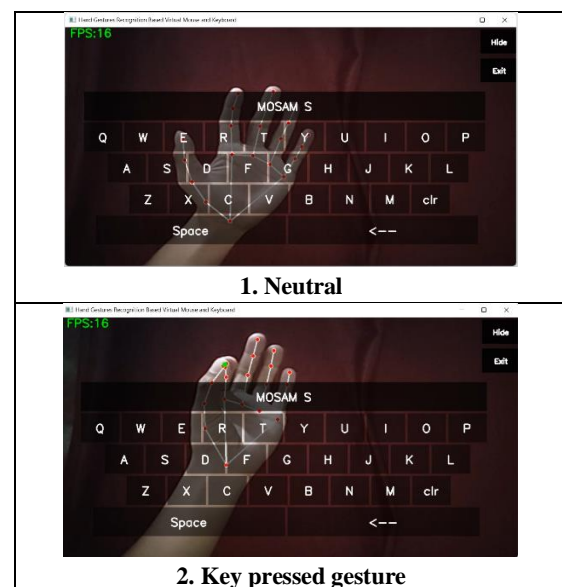 Hand Gestures Recognition Based Virtual Mouse and Keyboard
FPS:16
Hide
Exit
MOSAM S
Q W E R T Y U I O P
A S D F G H J K L
Z X C V B N M clr
Space <--
1. Neutral
Hand Gestures Recognition Based Virtual Mouse and Keyboard
FPS:16
Hide
Exit
MOSAM S
Q W E R T Y U I O P
A S D F G H J K L
Z X C V B N M clr
Space <--
2. Key pressed gesture